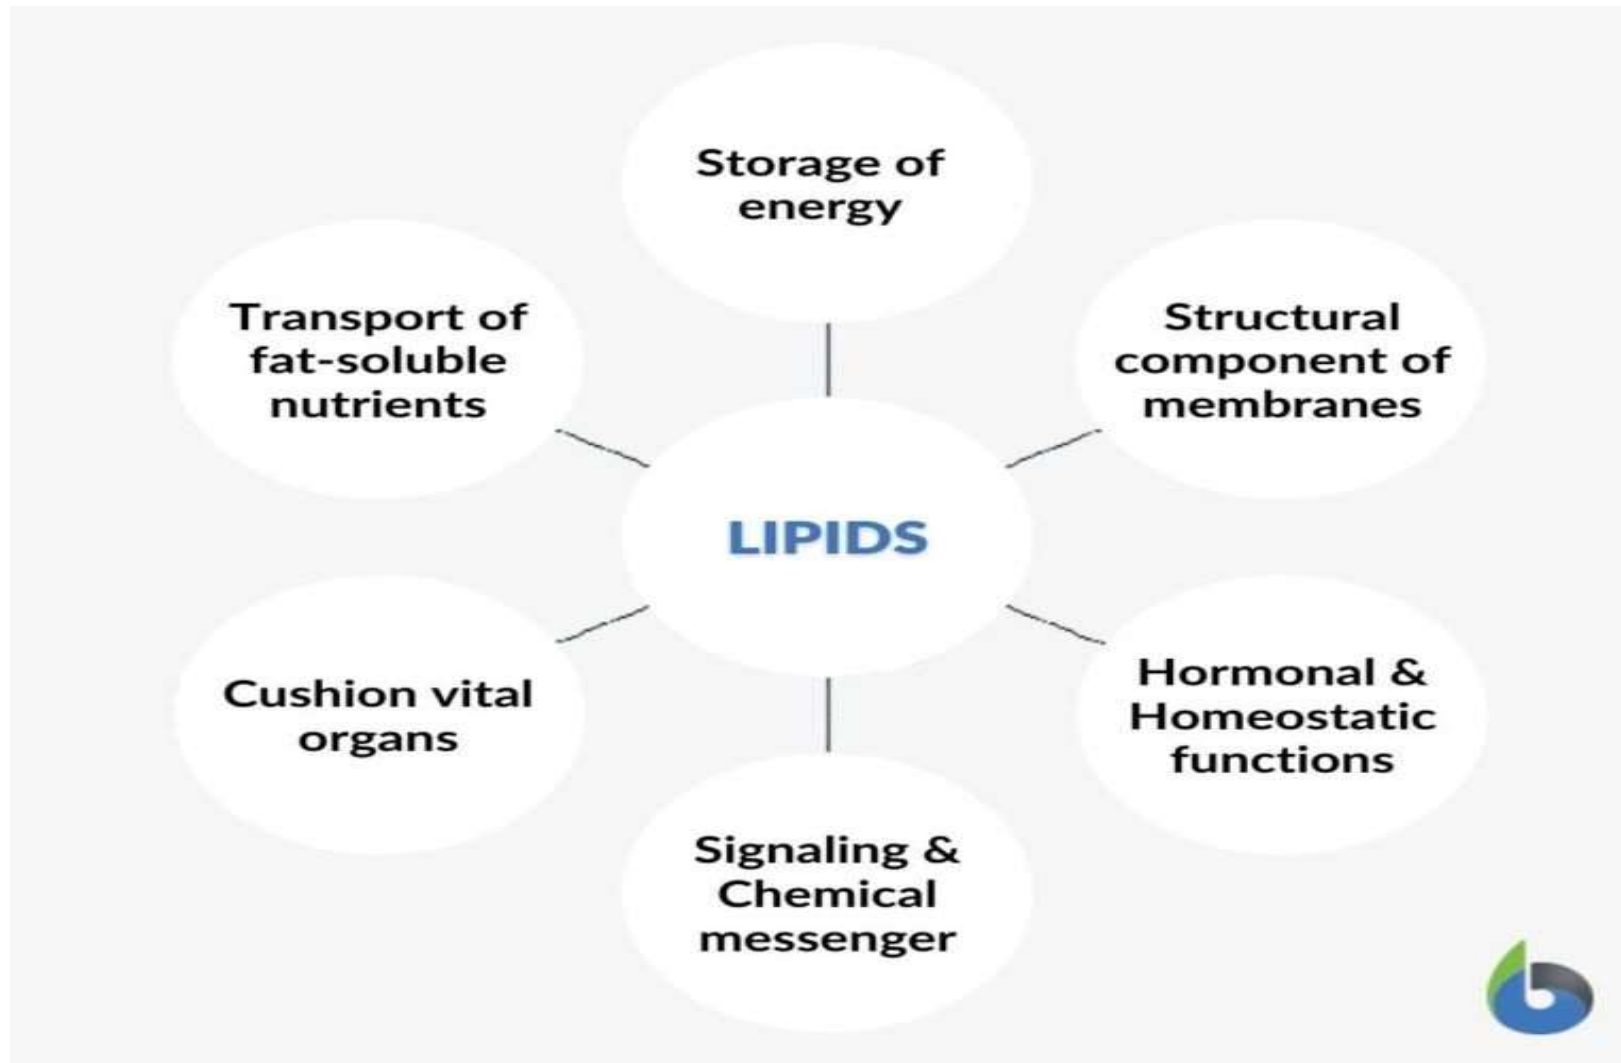 Storage of
energy
Transport of
fat-soluble
nutrients
Structural
component of
membranes
LIPIDS
Cushion vital
organs
Hormonal &
Homeostatic
functions
Signaling &
Chemical
messenger